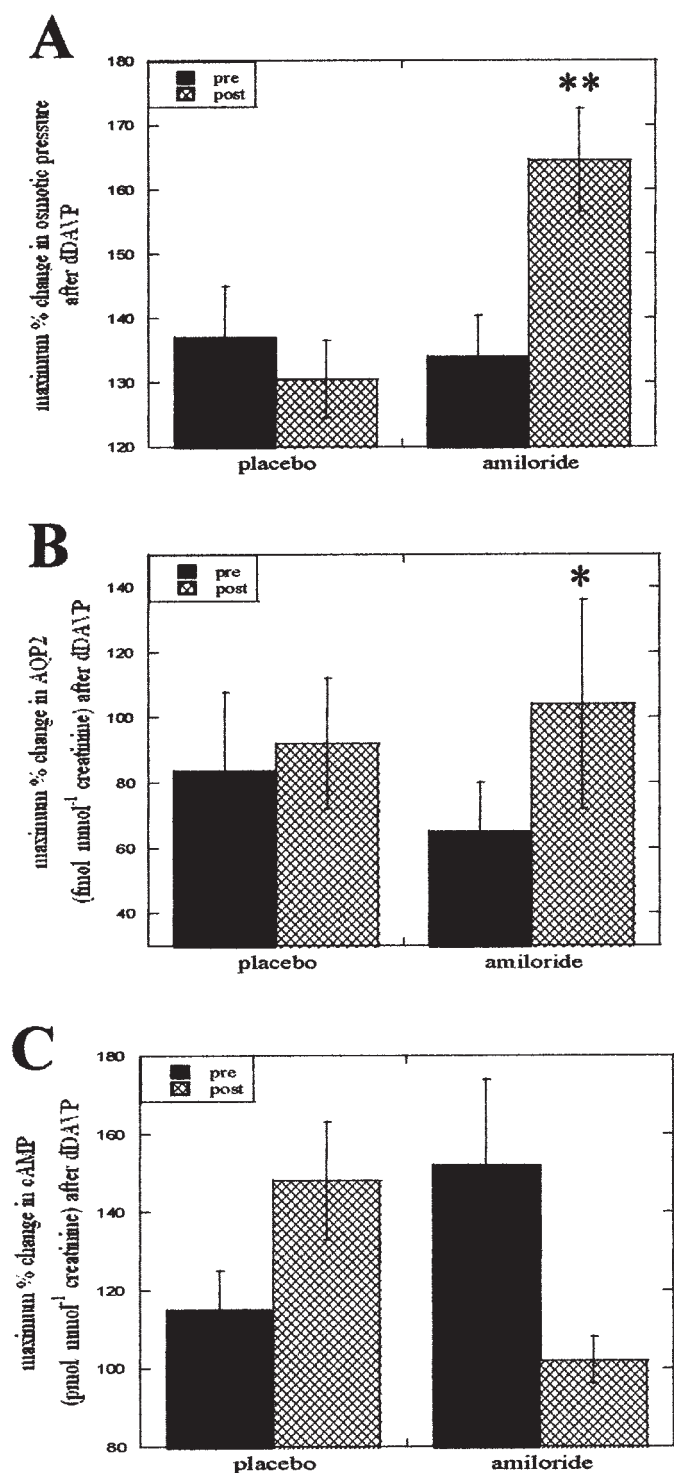 A
maximum % change in osmotic pressure
after dDAVP
180
170
160
150
140
130
120
pre
post
**
placebo
amiloride
B
maximum % change in AQP2
(fmol mmol-1 creatinine) after dDAVP
140
120
100
80
60
40
pre
post
*
placebo
amiloride
C
maximum % change in cAMP
(pmol mmol-1 creatinine) after dDAVP
180
160
140
120
100
80
pre
post
placebo
amiloride